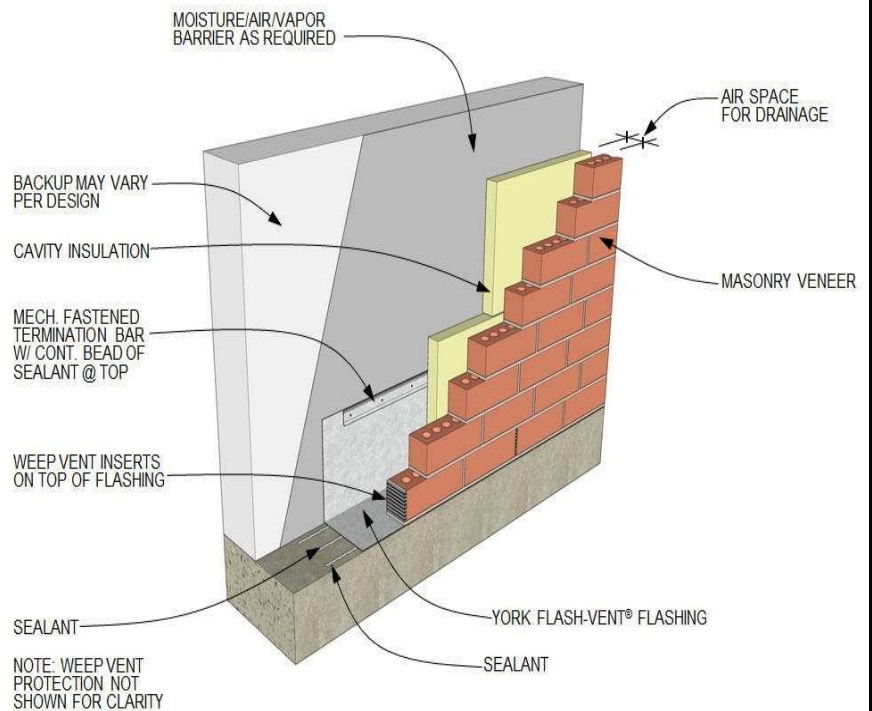 MOISTURE/AIR/VAPOR
BARRIER AS REQUIRED
AIR SPACE
FOR DRAINAGE
BACKUP MAY VARY
PER DESIGN
CAVITY INSULATION
MASONRY VENEER
MECH. FASTENED
TERMINATION BAR
W/ CONT. BEAD OF
SEALANT @ TOP
WEEP VENT INSERTS
ON TOP OF FLASHING
YORK FLASH-VENT® FLASHING
SEALANT
SEALANT
NOTE: WEEP VENT
PROTECTION NOT
SHOWN FOR CLARITY